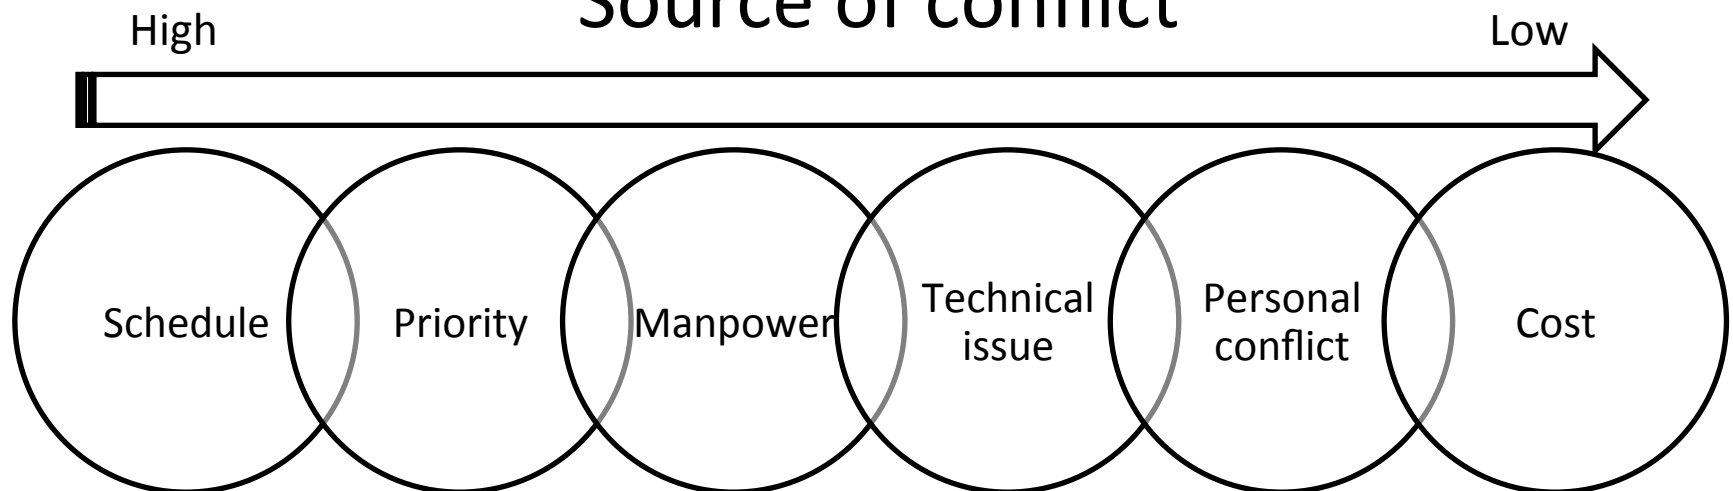 Source of conflict
High
Low
Schedule
Priority
Manpower
Technical
issue
Personal
conflict
Cost